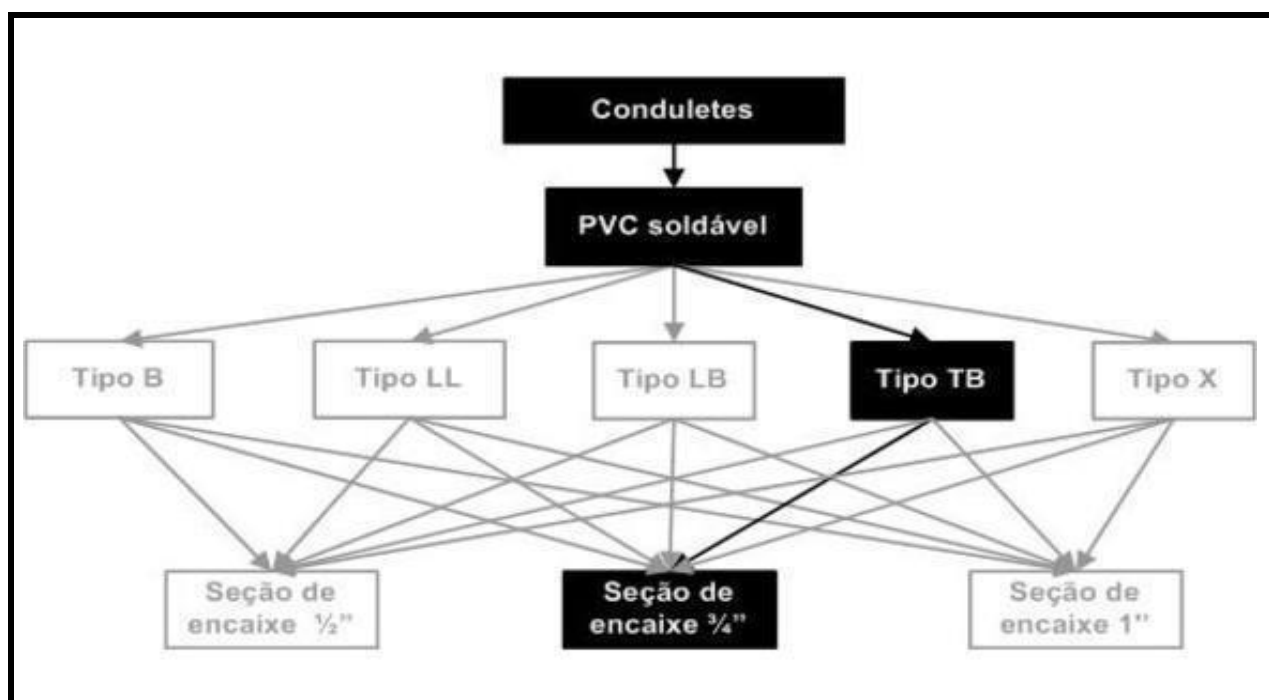 Conduletes
PVC soldável
Tipo B
Tipo LL
Tipo LB
Tipo TB
Tipo X
Seção de
encaixe ½”
Seção de
encaixe ¾”
Seção de
encaixe 1”